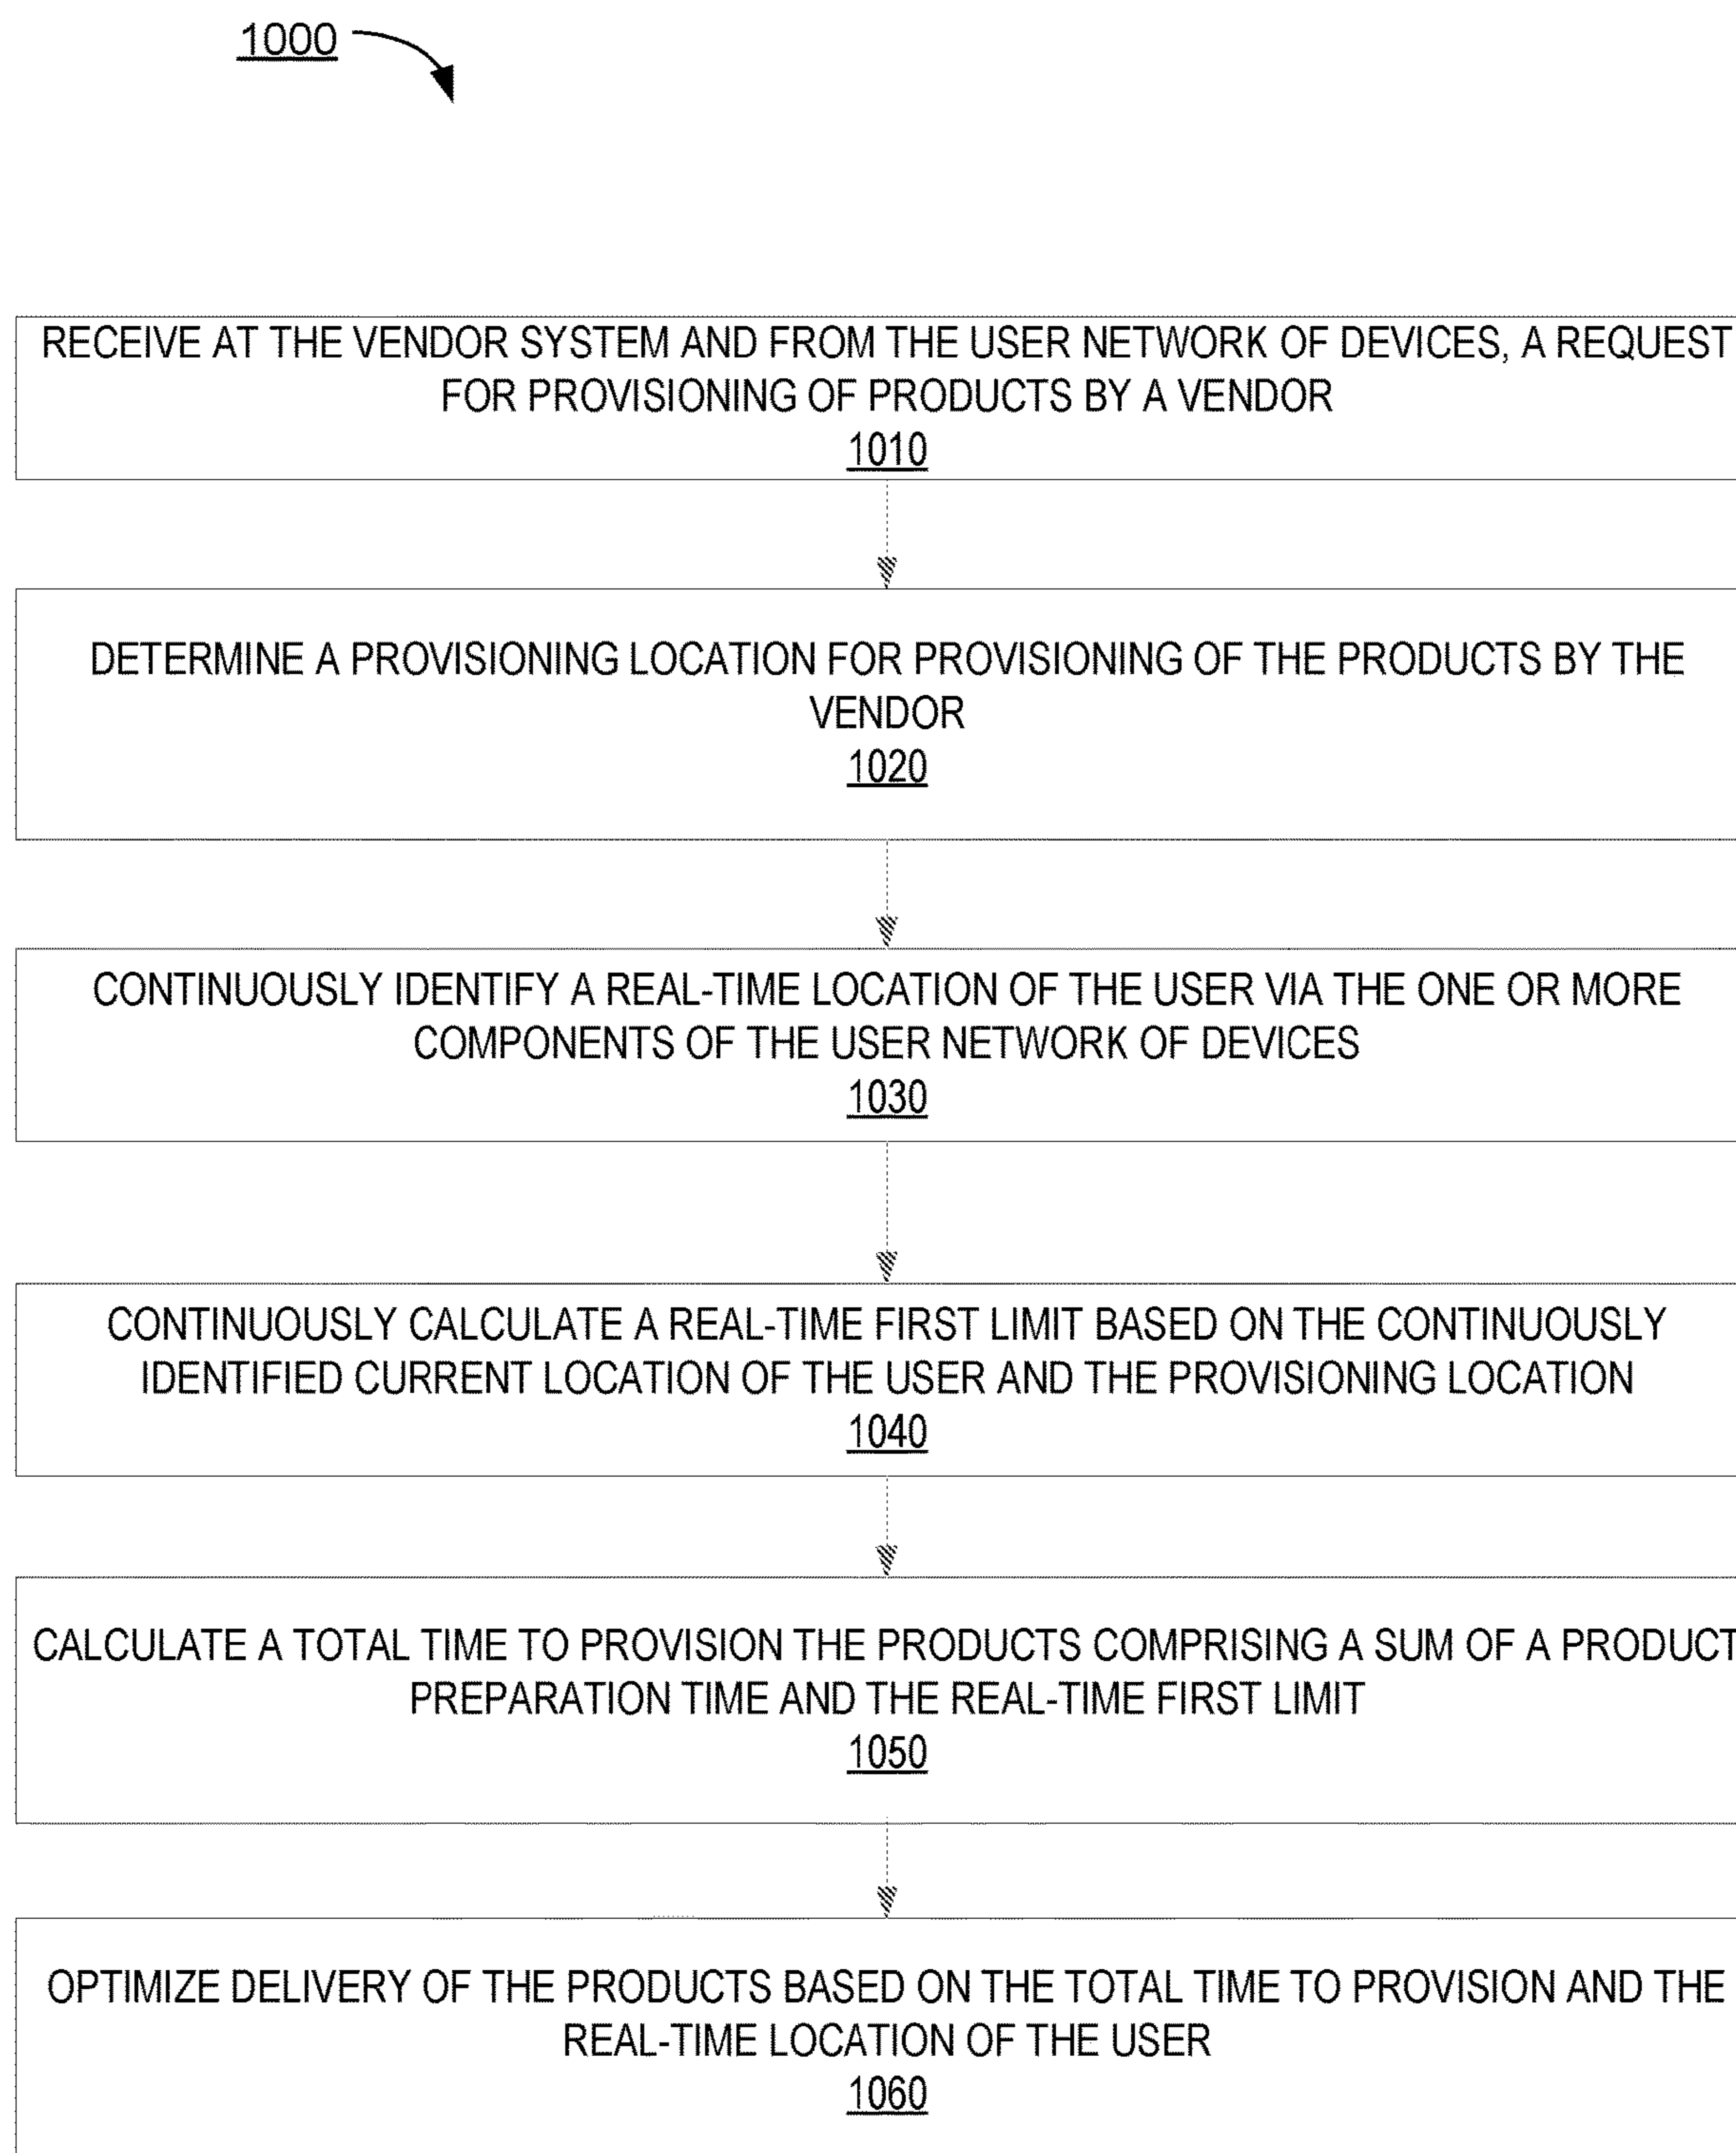 1000
RECEIVE AT THE VENDOR SYSTEM AND FROM THE USER NETWORK OF DEVICES, A REQUEST
FOR PROVISIONING OF PRODUCTS BY A VENDOR
1010
DETERMINE A PROVISIONING LOCATION FOR PROVISIONING OF THE PRODUCTS BY THE
VENDOR
1020
CONTINUOUSLY IDENTIFY A REAL-TIME LOCATION OF THE USER VIA THE ONE OR MORE
COMPONENTS OF THE USER NETWORK OF DEVICES
1030
CONTINUOUSLY CALCULATE A REAL-TIME FIRST LIMIT BASED ON THE CONTINUOUSLY
IDENTIFIED CURRENT LOCATION OF THE USER AND THE PROVISIONING LOCATION
1040
CALCULATE A TOTAL TIME TO PROVISION THE PRODUCTS COMPRISING A SUM OF A PRODUCT
PREPARATION TIME AND THE REAL-TIME FIRST LIMIT
1050
OPTIMIZE DELIVERY OF THE PRODUCTS BASED ON THE TOTAL TIME TO PROVISION AND THE
REAL-TIME LOCATION OF THE USER
1060